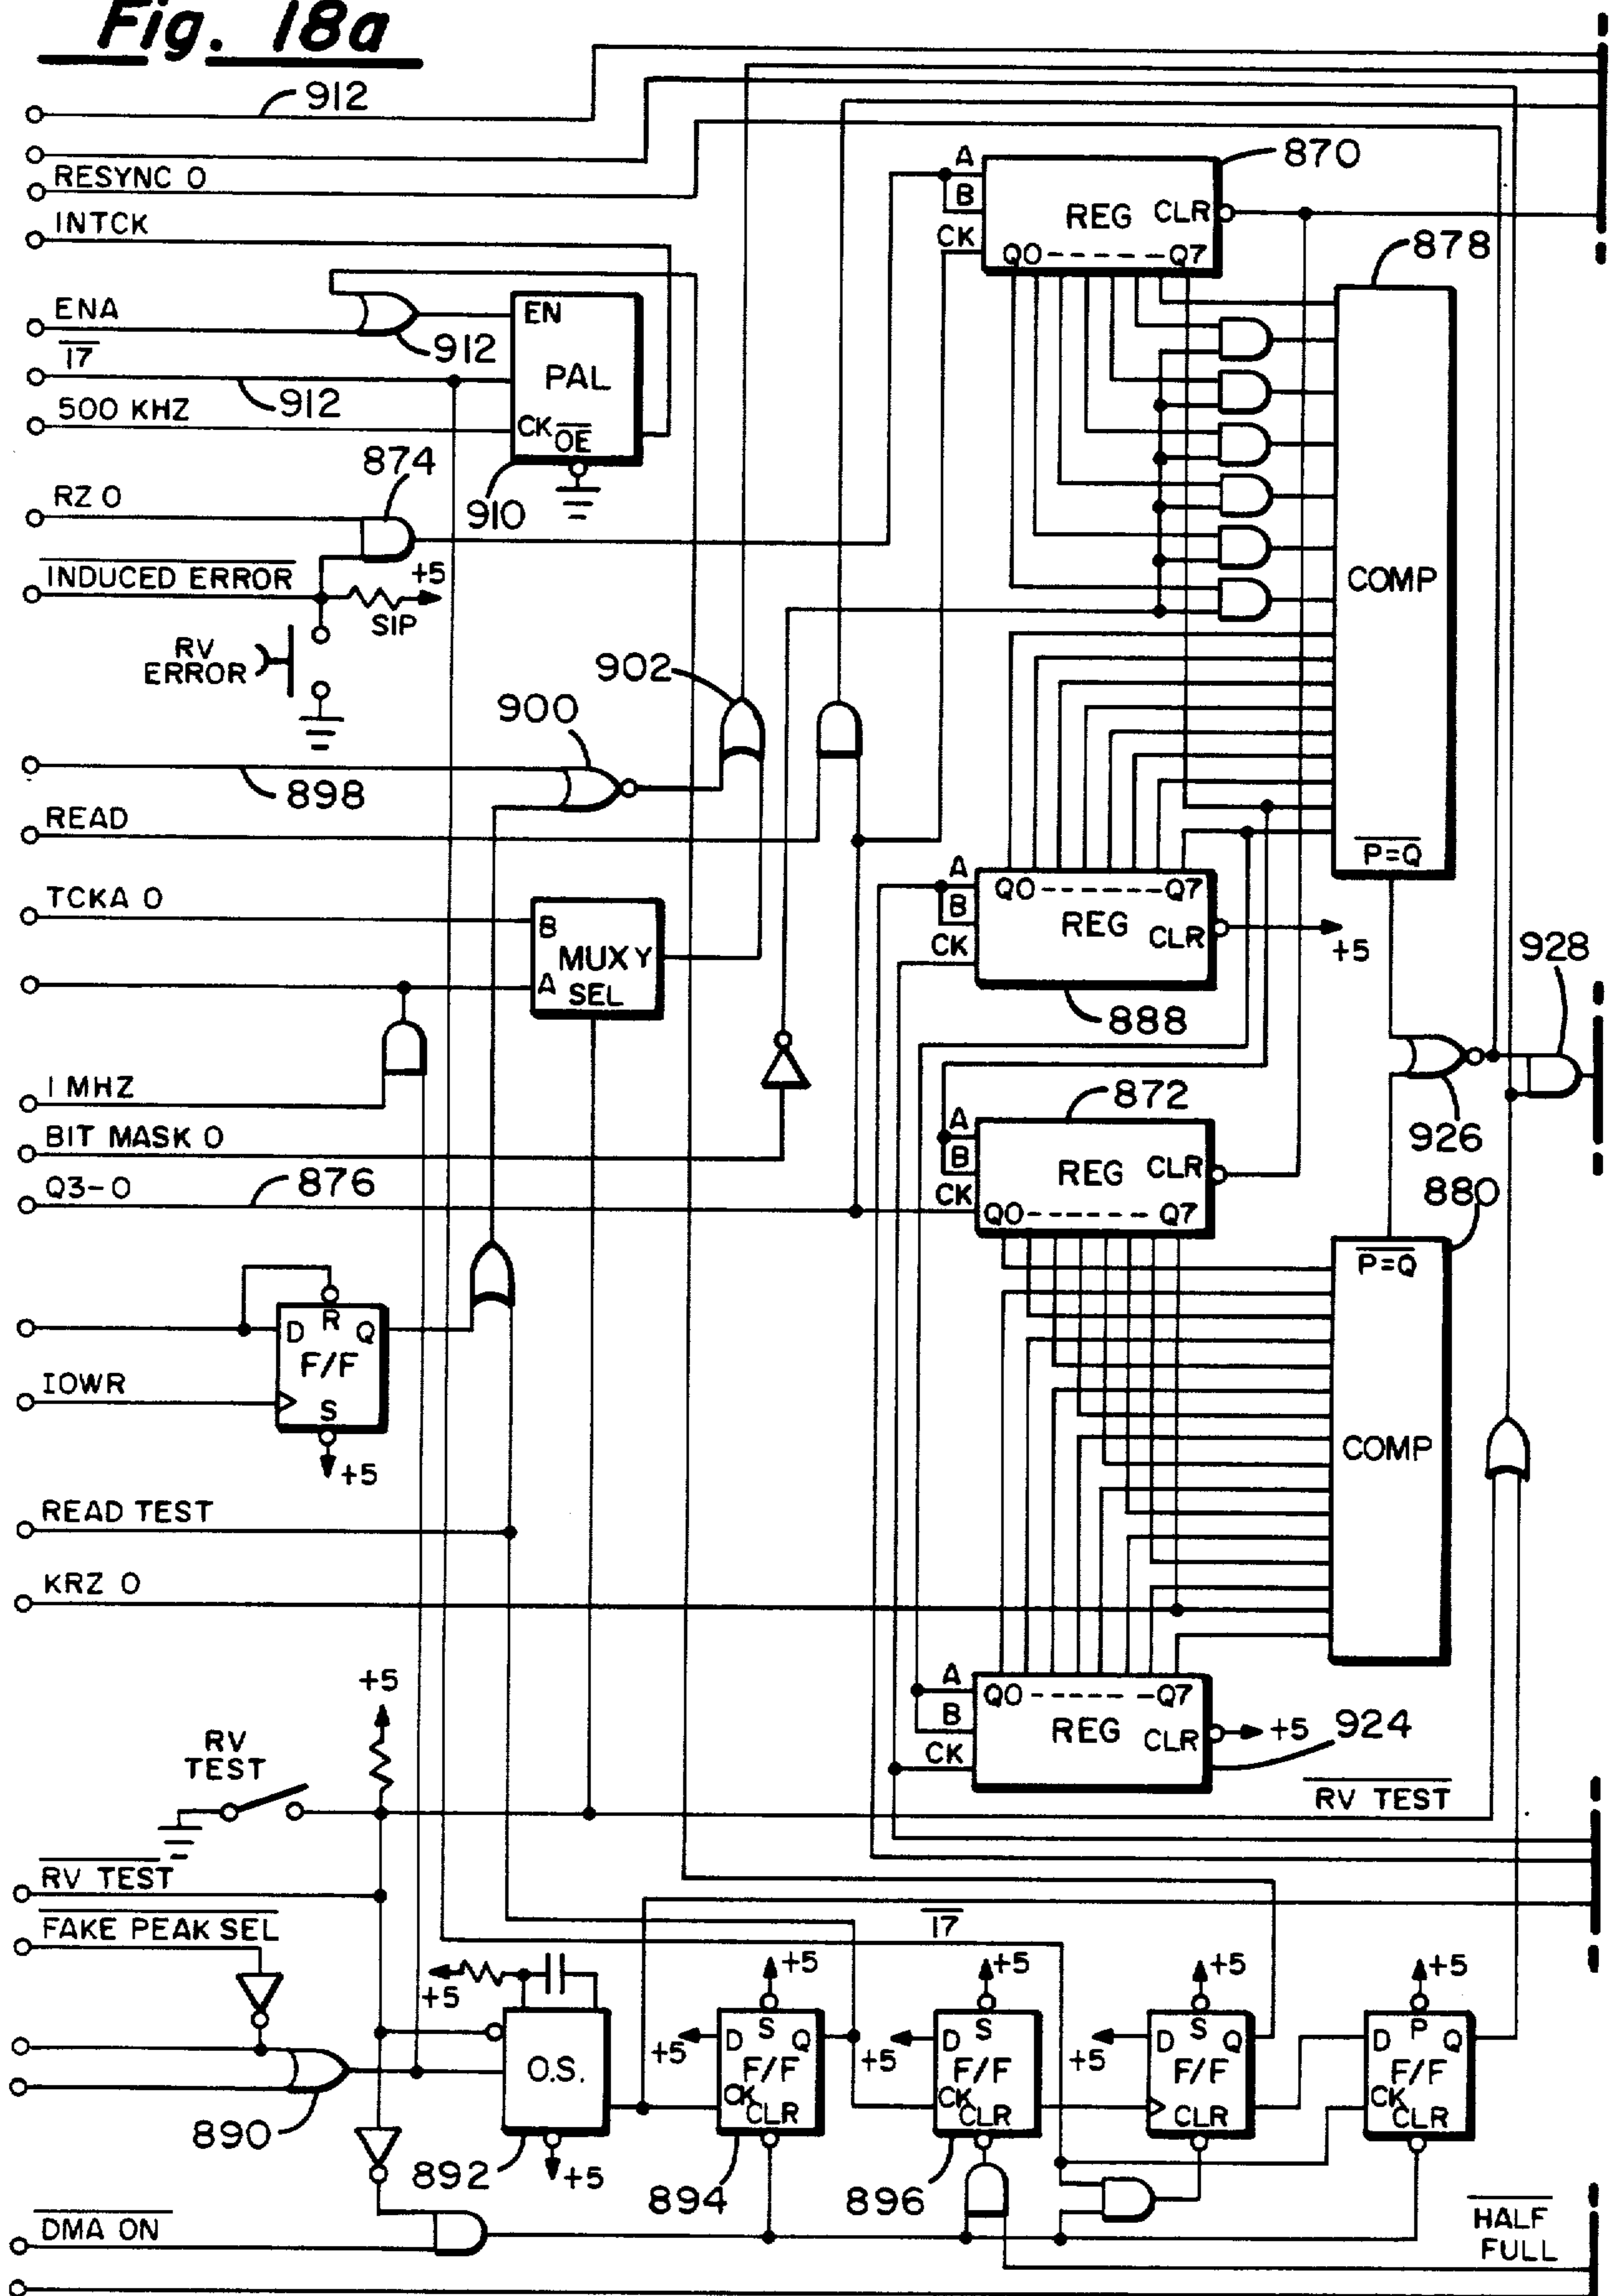 Fig. 18a
912
RESYNC 0
INTCK
ENA
912
17
912
500 KHZ
EN
PAL
CK OE
910
874
RZ 0
INDUCED ERROR
+5
SIP
RV
ERROR
902
900
898
READ
TCKA 0
B
MUX Y
A
SEL
1 MHZ
BIT MASK 0
876
Q3-0
D R Q
F/F
S
+5
IOWR
READ TEST
KRZ 0
A
B
CK
REG CLR
Q0------Q7
870
878
COMP
P=Q
A
B
CK
Q0------Q7
REG
CLR
+5
888
928
926
872
A
B
CK
REG CLR
Q0------Q7
880
P=Q
COMP
A
B
CK
Q0------Q7
REG
CLR
+5
924
+5
RV
TEST
RV TEST
RV TEST
FAKE PEAK SEL
17
+5
O.S.
890
892
+5
+5
+5
D S Q
F/F
CK
CLR
894
+5
+5
D S
F/F
CK
CLR
896
+5
+5
D S Q
F/F
CLR
+5
D P Q
F/F
CK
CLR
DMA ON
HALF
FULL